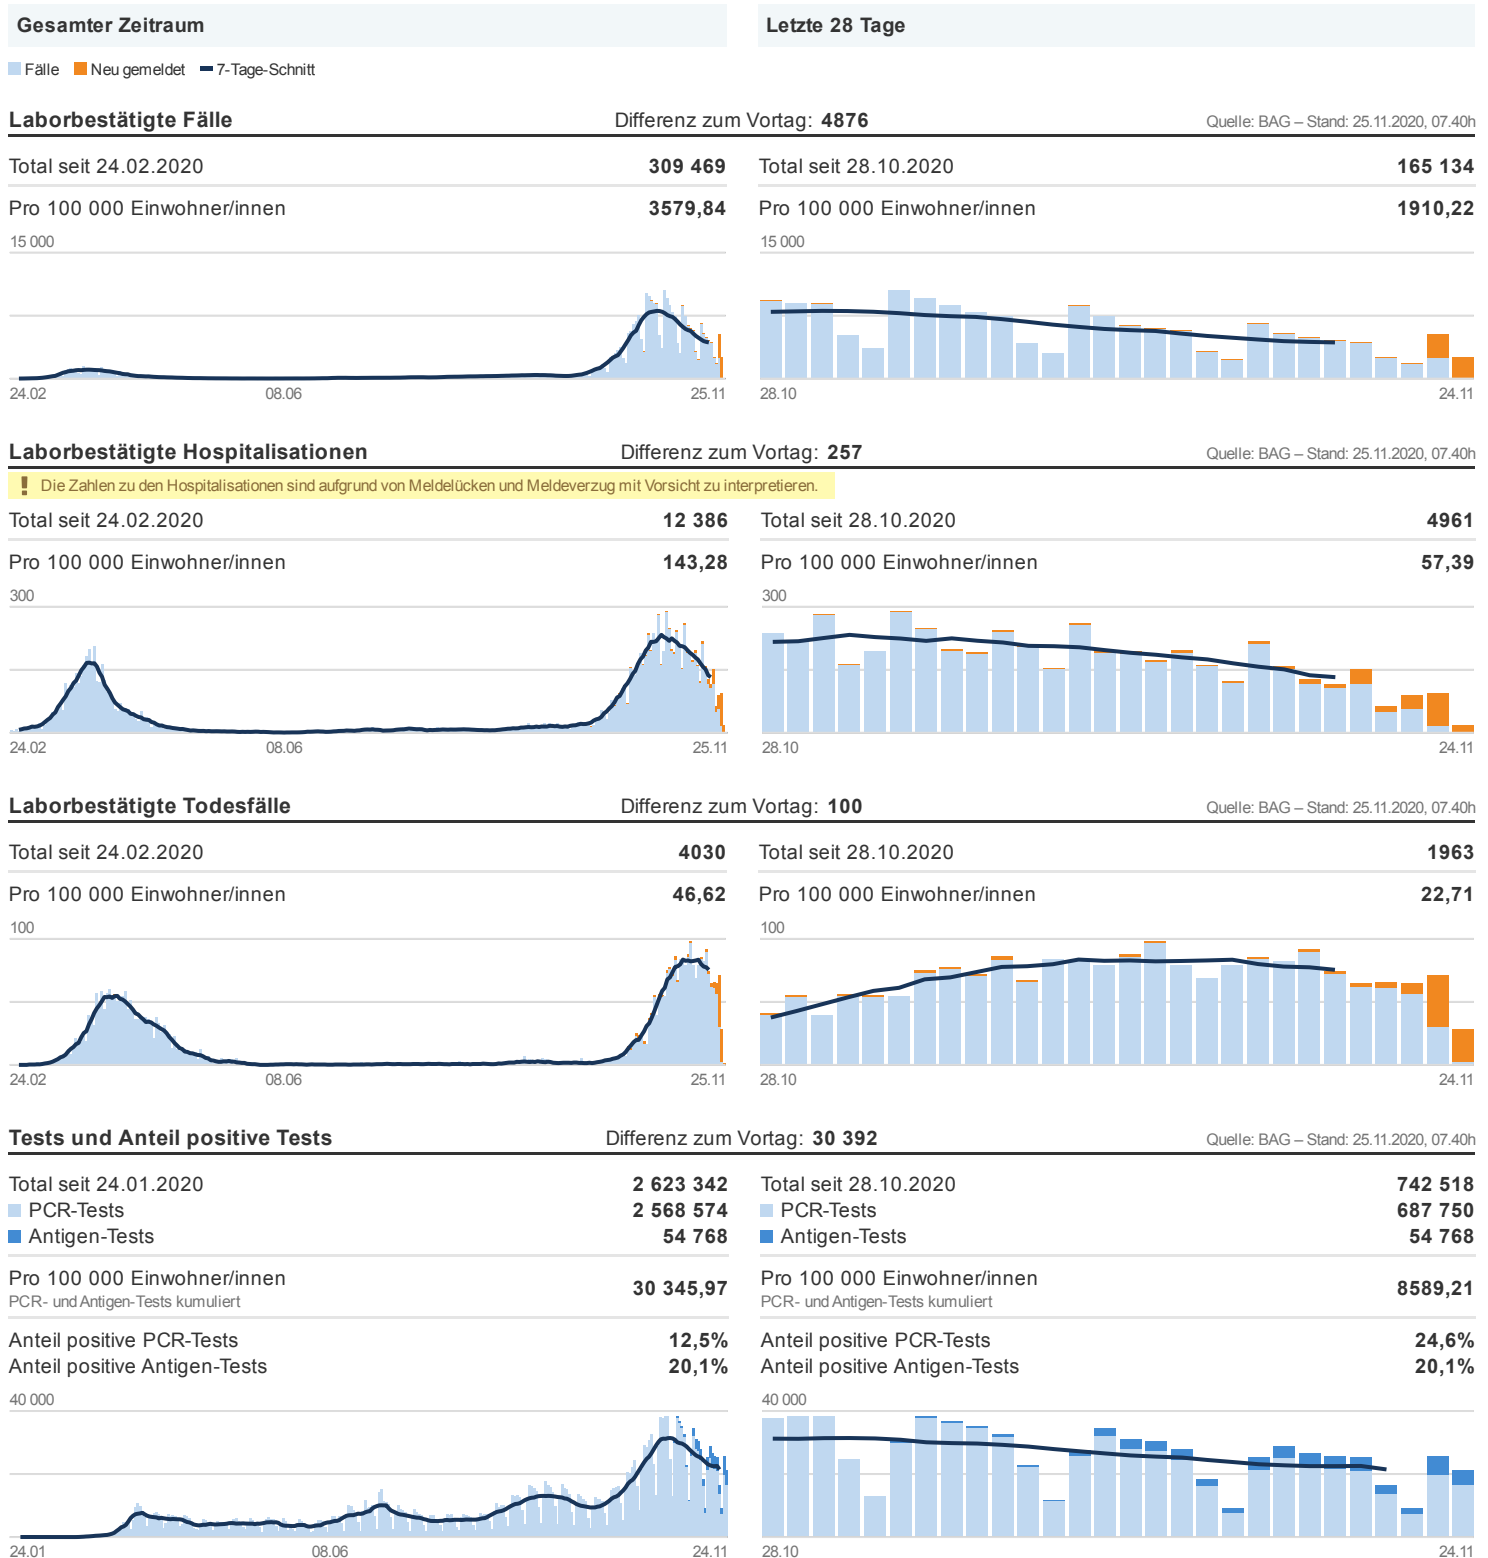 Gesamter Zeitraum
Letzte 28 Tage
Fälle Neu gemeldet 7-Tage-Schnitt
Laborbestätigte Fälle Differenz zum Vortag: 4876 Quelle: BAG – Stand: 25.11.2020, 07.40h
Total seit 24.02.2020 309 469
Pro 100 000 Einwohner/innen 3579,84
15 000
24.02 08.06 25.11
Total seit 28.10.2020 165 134
Pro 100 000 Einwohner/innen 1910,22
15 000
28.10 24.11
Laborbestätigte Hospitalisationen Differenz zum Vortag: 257 Quelle: BAG – Stand: 25.11.2020, 07.40h
! Die Zahlen zu den Hospitalisationen sind aufgrund von Meldelücken und Meldeverzug mit Vorsicht zu interpretieren.
Total seit 24.02.2020 12 386
Pro 100 000 Einwohner/innen 143,28
300
24.02 08.06 25.11
Total seit 28.10.2020 4961
Pro 100 000 Einwohner/innen 57,39
300
28.10 24.11
Laborbestätigte Todesfälle Differenz zum Vortag: 100 Quelle: BAG – Stand: 25.11.2020, 07.40h
Total seit 24.02.2020 4030
Pro 100 000 Einwohner/innen 46,62
100
24.02 08.06 25.11
Total seit 28.10.2020 1963
Pro 100 000 Einwohner/innen 22,71
100
28.10 24.11
Tests und Anteil positive Tests Differenz zum Vortag: 30 392 Quelle: BAG – Stand: 25.11.2020, 07.40h
Total seit 24.01.2020 2 623 342
PCR-Tests 2 568 574
Antigen-Tests 54 768
Pro 100 000 Einwohner/innen 30 345,97
PCR- und Antigen-Tests kumuliert
Anteil positive PCR-Tests 12,5%
Anteil positive Antigen-Tests 20,1%
40 000
24.01 08.06 24.11
Total seit 28.10.2020 742 518
PCR-Tests 687 750
Antigen-Tests 54 768
Pro 100 000 Einwohner/innen 8589,21
PCR- und Antigen-Tests kumuliert
Anteil positive PCR-Tests 24,6%
Anteil positive Antigen-Tests 20,1%
40 000
28.10 24.11